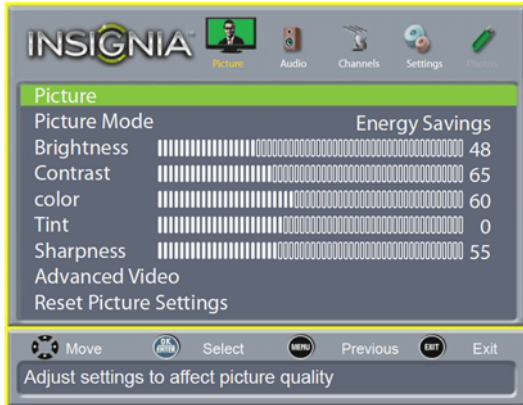 INSIGNIA
Picture Audio Channels Settings Photos
Picture
Picture Mode Energy Savings
Brightness 48
Contrast 65
color 60
Tint 0
Sharpness 55
Advanced Video
Reset Picture Settings
Move OK ENTER Select MENU Previous EXIT Exit
Adjust settings to affect picture quality